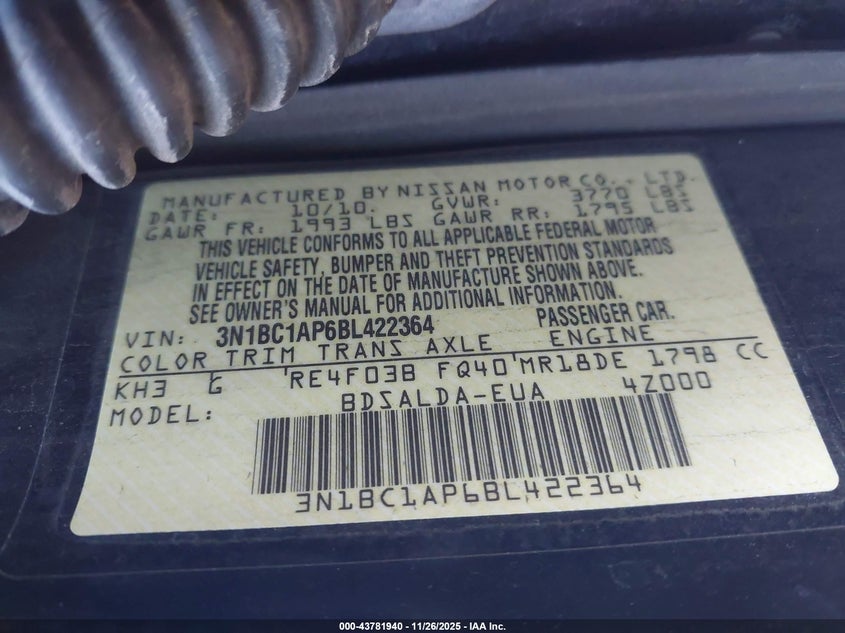 MANUFACTURED BY NISSAN MOTOR CO., LTD.
DATE: 10/10. GVWR: 3770 LBS
GAWR FR: 1993 LBS GAWR RR: 1795 LBS
THIS VEHICLE CONFORMS TO ALL APPLICABLE FEDERAL MOTOR
VEHICLE SAFETY, BUMPER AND THEFT PREVENTION STANDARDS
IN EFFECT ON THE DATE OF MANUFACTURE SHOWN ABOVE.
SEE OWNER'S MANUAL FOR ADDITIONAL INFORMATION.
VIN: 3N1BC1AP6BL422364 PASSENGER CAR.
COLOR TRIM TRANS AXLE ENGINE
KH3 G RE4F03B FQ40 MR18DE 1798 CC
MODEL: BDSALDA-EUA 4Z000
3N1BC1AP6BL422364
000-43781940 - 11/26/2025 - IAA Inc.